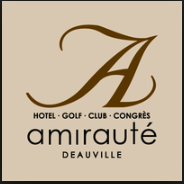 A
HOTEL · GOLF · CLUB · CONGRÈS
amirauté
DEAUVILLE